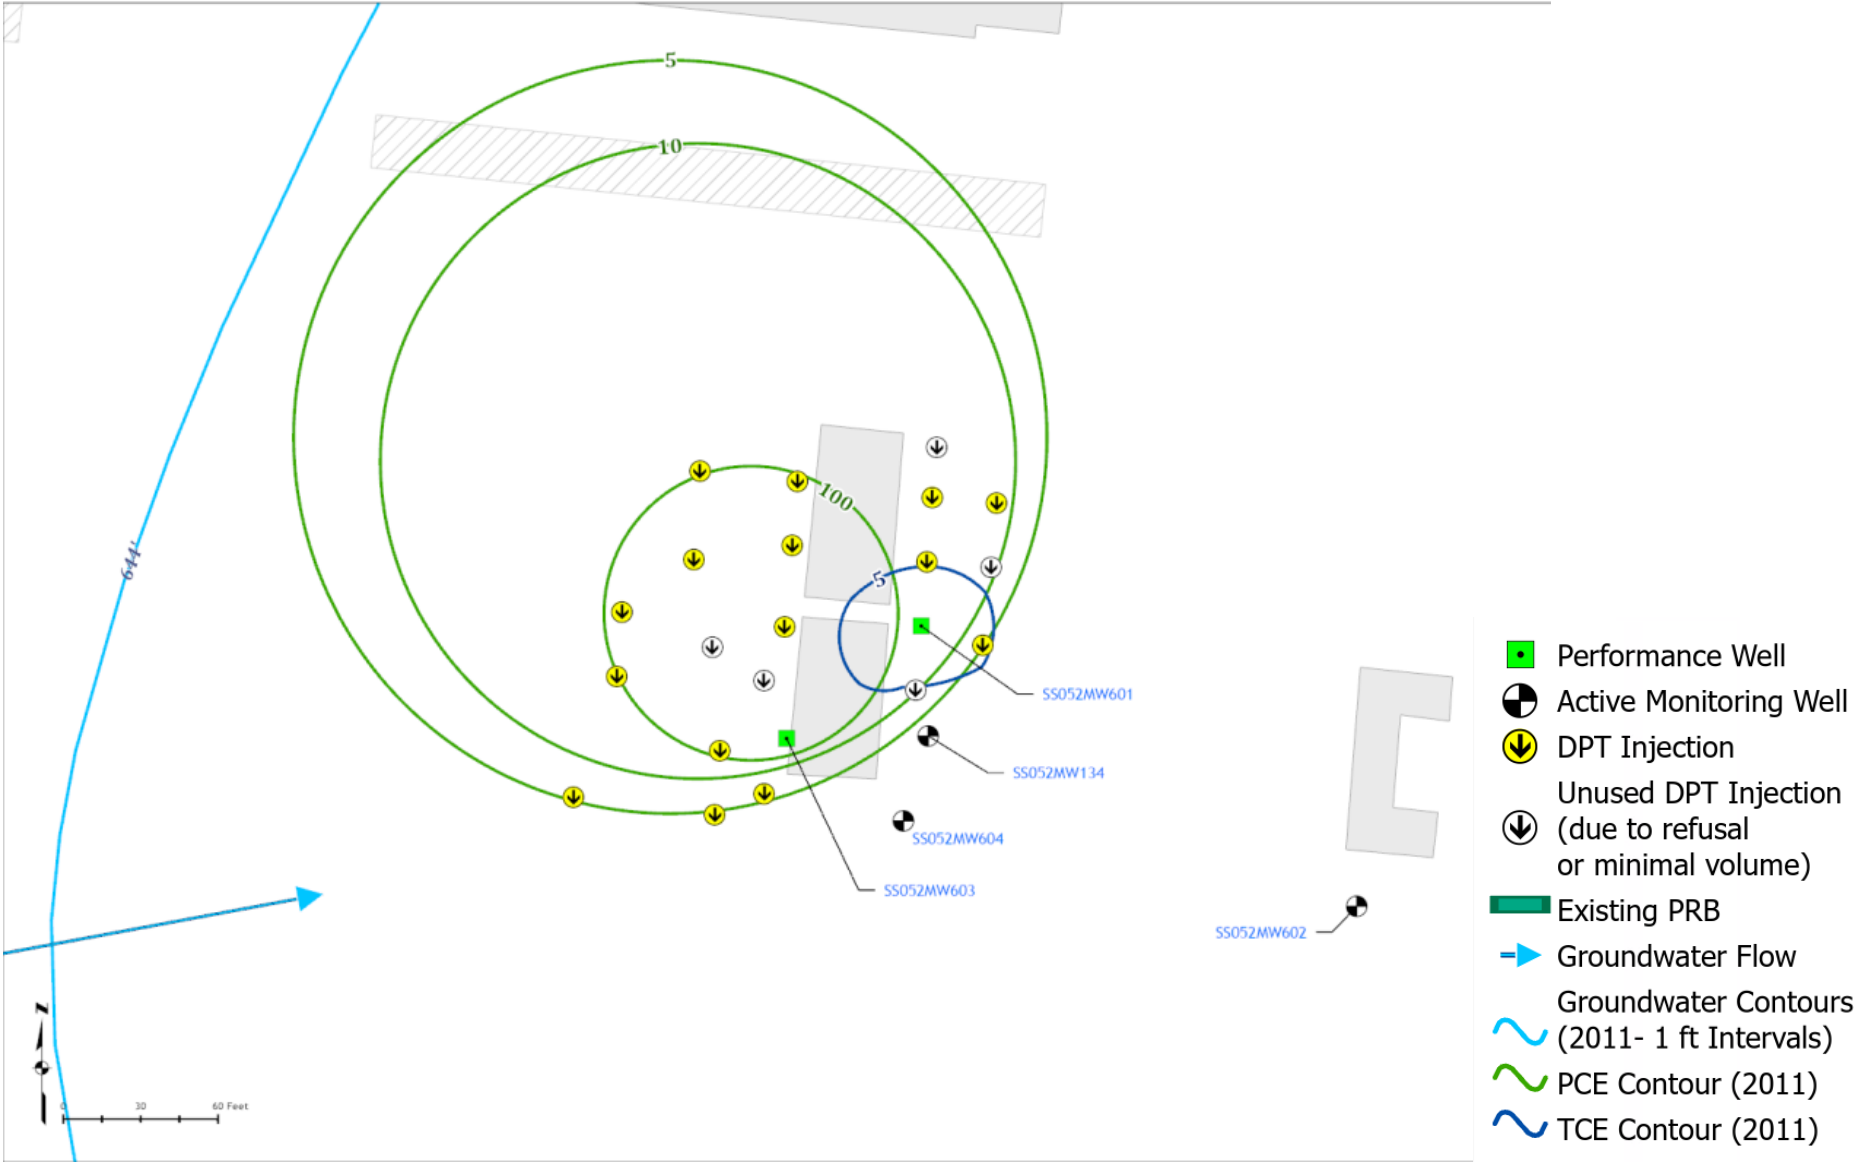 5
10
100
5
644'
SS052MW601
SS052MW134
SS052MW604
SS052MW603
SS052MW602
N
0 30 60 Feet
Performance Well
Active Monitoring Well
DPT Injection
Unused DPT Injection
(due to refusal
or minimal volume)
Existing PRB
Groundwater Flow
Groundwater Contours
(2011- 1 ft Intervals)
PCE Contour (2011)
TCE Contour (2011)